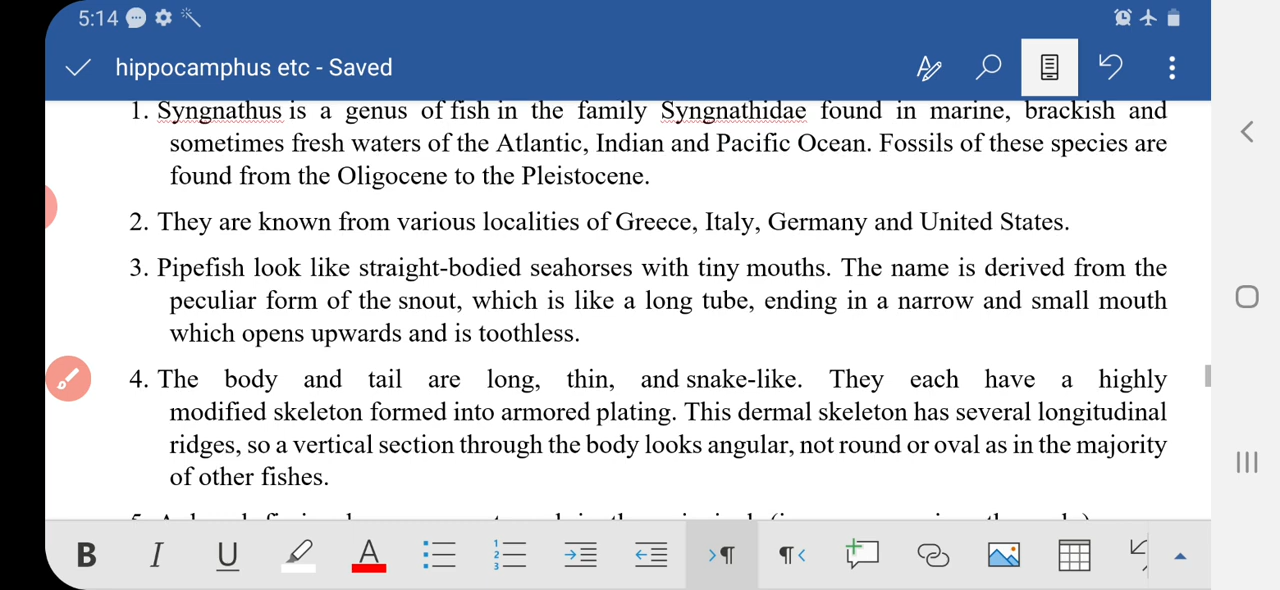 5:14
hippocamphus etc - Saved
1. Syngnathus is a genus of fish in the family Syngnathidae found in marine, brackish and
sometimes fresh waters of the Atlantic, Indian and Pacific Ocean. Fossils of these species are
found from the Oligocene to the Pleistocene.
2. They are known from various localities of Greece, Italy, Germany and United States.
3. Pipefish look like straight-bodied seahorses with tiny mouths. The name is derived from the
peculiar form of the snout, which is like a long tube, ending in a narrow and small mouth
which opens upwards and is toothless.
4. The body and tail are long, thin, and snake-like. They each have a highly
modified skeleton formed into armored plating. This dermal skeleton has several longitudinal
ridges, so a vertical section through the body looks angular, not round or oval as in the majority
of other fishes.
B I U A